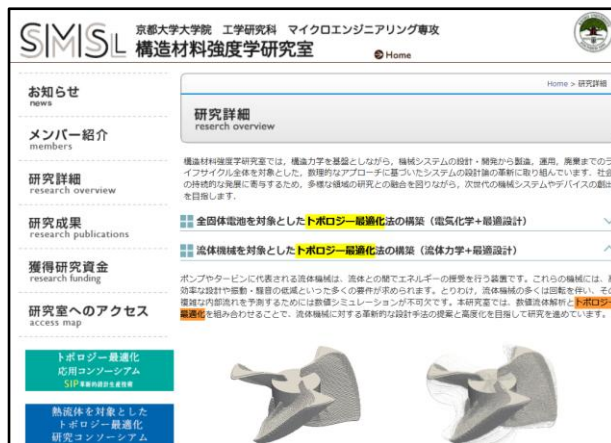 SMSL
京都大学大学院 工学研究科 マイクロエンジニアリング専攻
構造材料強度学研究室
Home
お知らせ
news
メンバー紹介
members
研究詳細
research overview
研究成果
research publications
獲得研究資金
research funding
研究室へのアクセス
access map
トポロジー最適化
応用コンソーシアム
SIP革新的設計生産技術
熱流体を対象とした
トポロジー最適化
研究コンソーシアム
Home > 研究詳細
研究詳細
reserch overview
構造材料強度学研究室では，構造力学を基盤としながら，機械システムの設計・開発から製造，運用，廃棄までのラ
イフサイクル全体を対象とした，数理的なアプローチに基づいたシステムの設計論の革新に取り組んでいます．社会
の持続的な発展に寄与するため，多様な領域の研究との融合を図りながら，次世代の機械システムやデバイスの創出
を目指します．
全固体電池を対象としたトポロジー最適化法の構築（電気化学+最適設計）
流体機械を対象としたトポロジー最適化法の構築（流体力学+最適設計）
ポンプやタービンに代表される流体機械は，流体との間でエネルギーの授受を行う装置です．これらの機械には，高
効率な設計や振動・騒音の低減といった多くの要件が求められます．とりわけ，流体機械の多くは回転を伴い，その
複雑な内部流れを予測するためには数値シミュレーションが不可欠です．本研究室では，数値流体解析とトポロジー
最適化を組み合わせることで，流体機械に対する革新的な設計手法の提案と高度化を目指して研究を進めています．